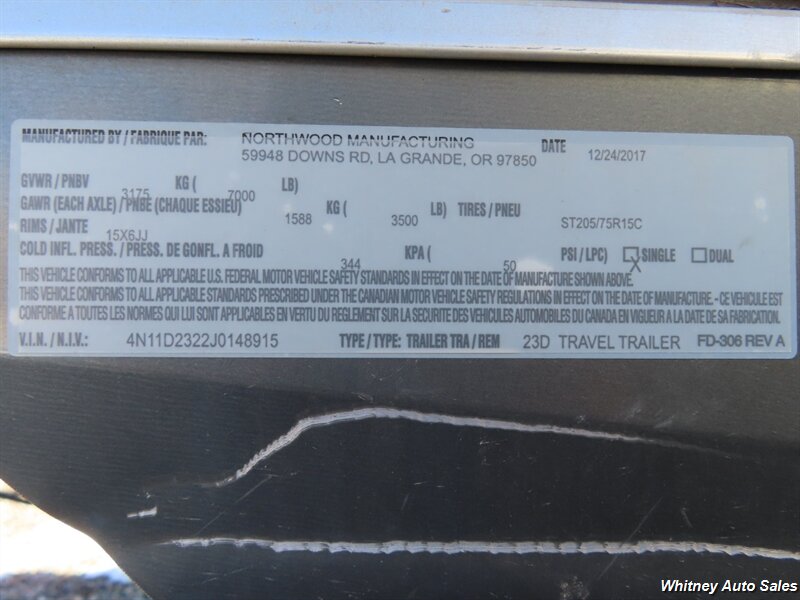 MANUFACTURED BY / FABRIQUE PAR: NORTHWOOD MANUFACTURING DATE 12/24/2017
59948 DOWNS RD, LA GRANDE, OR 97850
GVWR / PNBV 3175 KG ( 7000 LB)
GAWR (EACH AXLE) / PNBE (CHAQUE ESSIEU) 1588 KG ( 3500 LB) TIRES / PNEU ST205/75R15C
RIMS / JANTE 15X6JJ
COLD INFL. PRESS. / PRESS. DE GONFL. A FROID 344 KPA ( 50 PSI / LPC) X SINGLE DUAL
THIS VEHICLE CONFORMS TO ALL APPLICABLE U.S. FEDERAL MOTOR VEHICLE SAFETY STANDARDS IN EFFECT ON THE DATE OF MANUFACTURE SHOWN ABOVE.
THIS VEHICLE CONFORMS TO ALL APPLICABLE STANDARDS PRESCRIBED UNDER THE CANADIAN MOTOR VEHICLE SAFETY REGULATIONS IN EFFECT ON THE DATE OF MANUFACTURE. - CE VEHICULE EST
CONFORME A TOUTES LES NORMES QUI LUI SONT APPLICABLES EN VERTU DU REGLEMENT SUR LA SECURITE DES VEHICULES AUTOMOBILES DU CANADA EN VIGUEUR A LA DATE DE SA FABRICATION.
V.I.N. / N.I.V.: 4N11D2322J0148915 TYPE / TYPE: TRAILER TRA / REM 23D TRAVEL TRAILER FD-306 REV A
Whitney Auto Sales